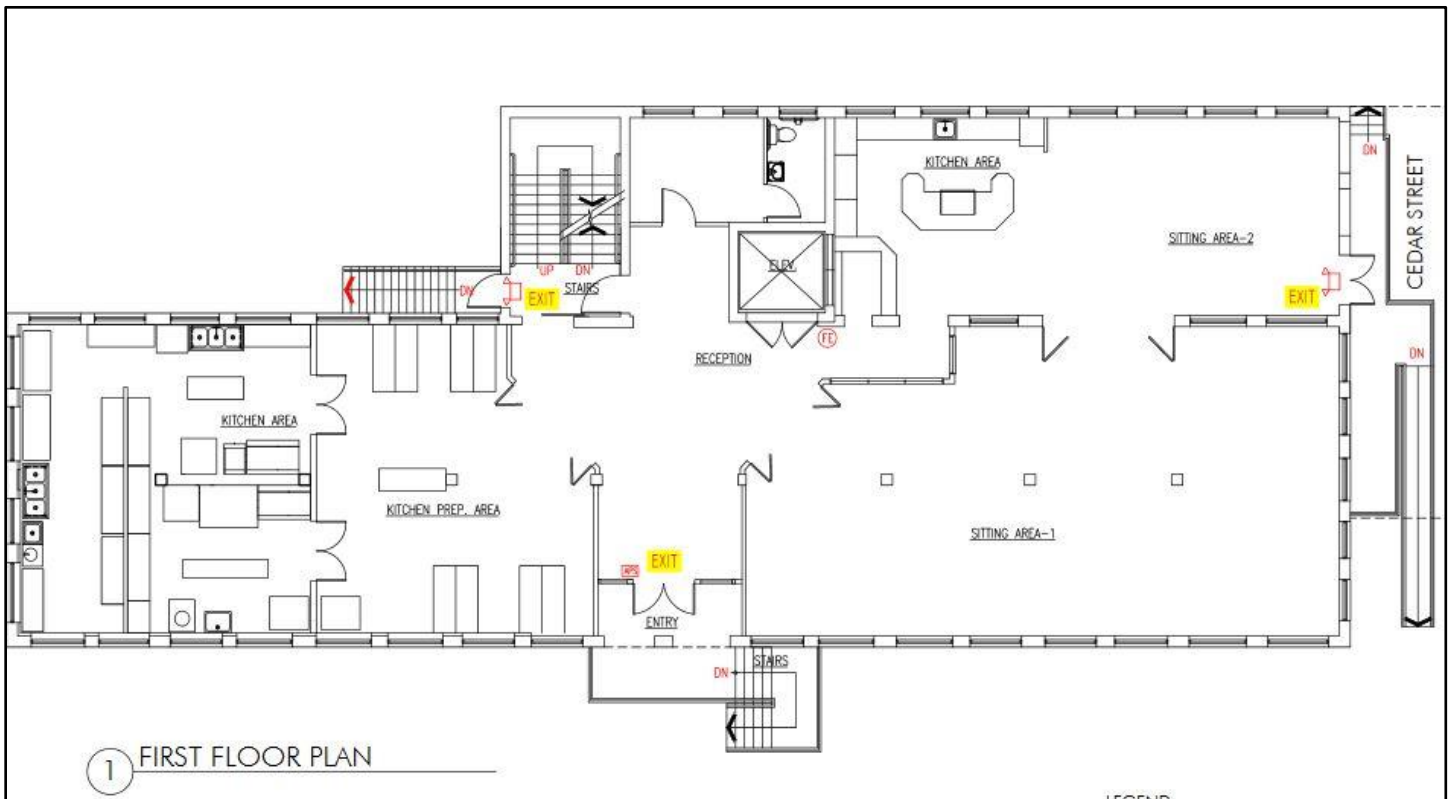 KITCHEN AREA
CEDAR STREET
DN
SITTING AREA-2
ELEV.
UP
DN
STAIRS
DN
EXIT
EXIT
FE
RECEPTION
DN
KITCHEN AREA
KITCHEN PREP. AREA
SITTING AREA-1
EXIT
ENTRY
STAIRS
DN
1 FIRST FLOOR PLAN